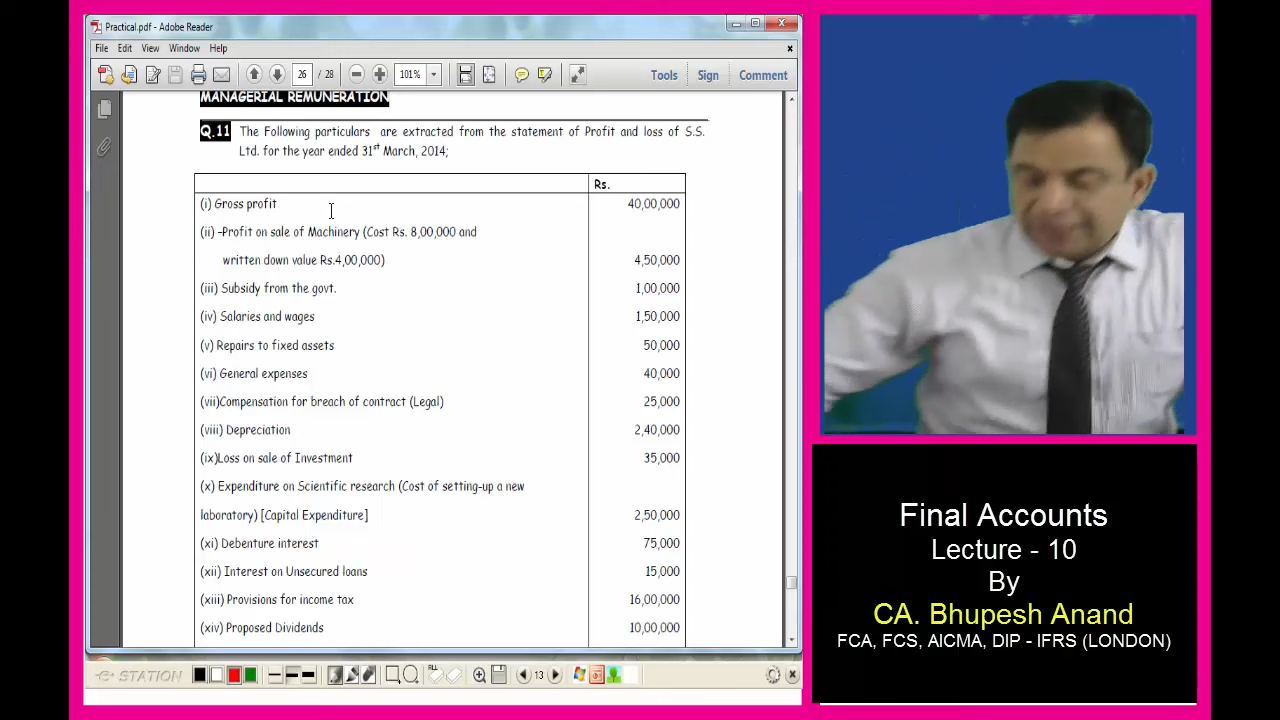 Practical.pdf - Adobe Reader
File Edit View Window Help
26 / 28 101% Tools Sign Comment
MANAGERIAL REMUNERATION
Q.11 The Following particulars are extracted from the statement of Profit and loss of S.S.
Ltd. for the year ended 31st March, 2014;
Rs.
(i) Gross profit 40,00,000
(ii) -Profit on sale of Machinery (Cost Rs. 8,00,000 and
written down value Rs.4,00,000) 4,50,000
(iii) Subsidy from the govt. 1,00,000
(iv) Salaries and wages 1,50,000
(v) Repairs to fixed assets 50,000
(vi) General expenses 40,000
(vii)Compensation for breach of contract (Legal) 25,000
(viii) Depreciation 2,40,000
(ix)Loss on sale of Investment 35,000
(x) Expenditure on Scientific research (Cost of setting-up a new
laboratory) [Capital Expenditure] 2,50,000
(xi) Debenture interest 75,000
(xii) Interest on Unsecured loans 15,000
(xiii) Provisions for income tax 16,00,000
(xiv) Proposed Dividends 10,00,000
e-STATION 13
Final Accounts
Lecture - 10
By
CA. Bhupesh Anand
FCA, FCS, AICMA, DIP - IFRS (LONDON)